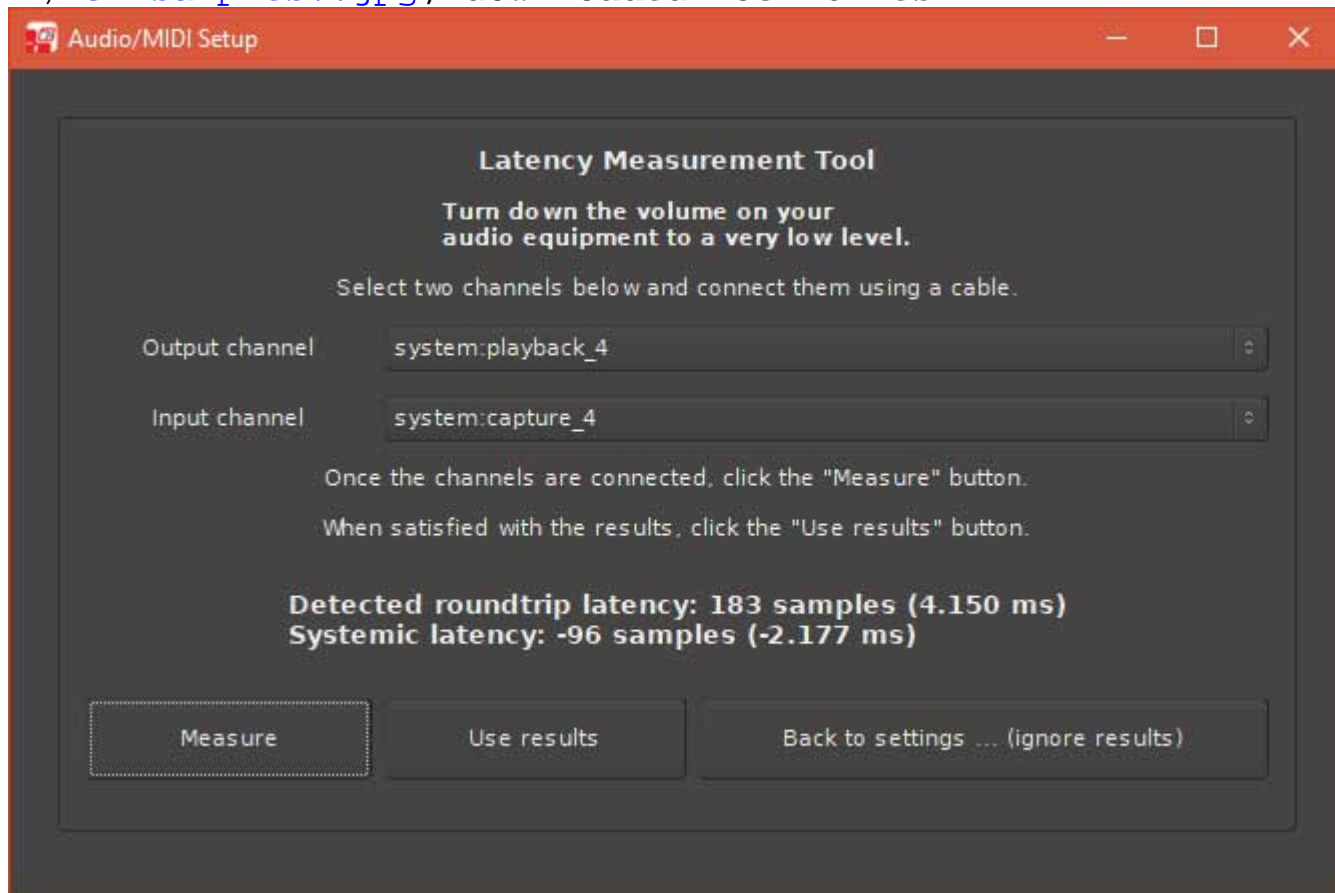 Audio/MIDI Setup
Latency Measurement Tool
Turn down the volume on your
audio equipment to a very low level.
Select two channels below and connect them using a cable.
Output channel system:playback_4
Input channel system:capture_4
Once the channels are connected, click the "Measure" button.
When satisfied with the results, click the "Use results" button.
Detected roundtrip latency: 183 samples (4.150 ms)
Systemic latency: -96 samples (-2.177 ms)
Measure Use results Back to settings ... (ignore results)